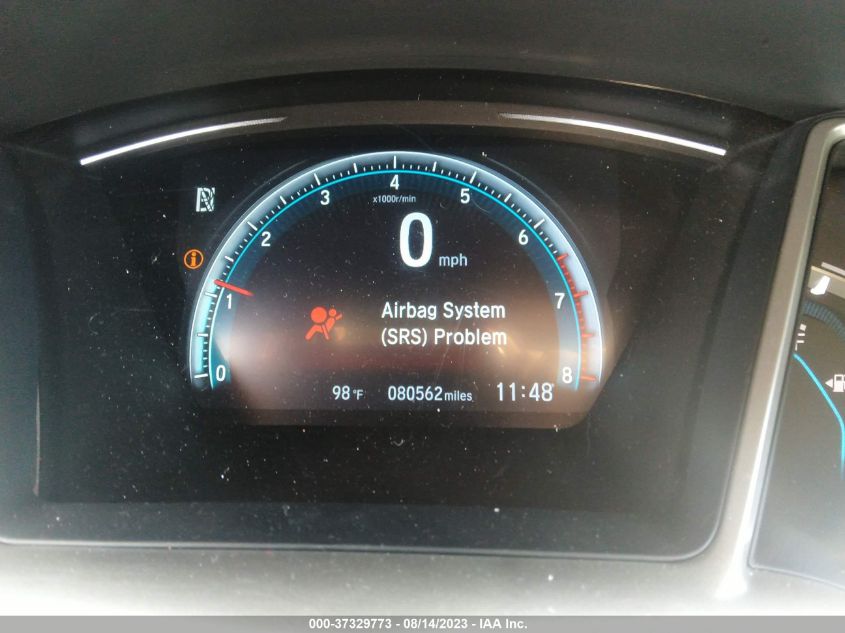 4
3
5
x1000r/min
2
6
0 mph
1
7
Airbag System
(SRS) Problem
0
8
98 °F
080562 miles
11:48
000-37329773 / 08/14/2023 - IAA Inc.